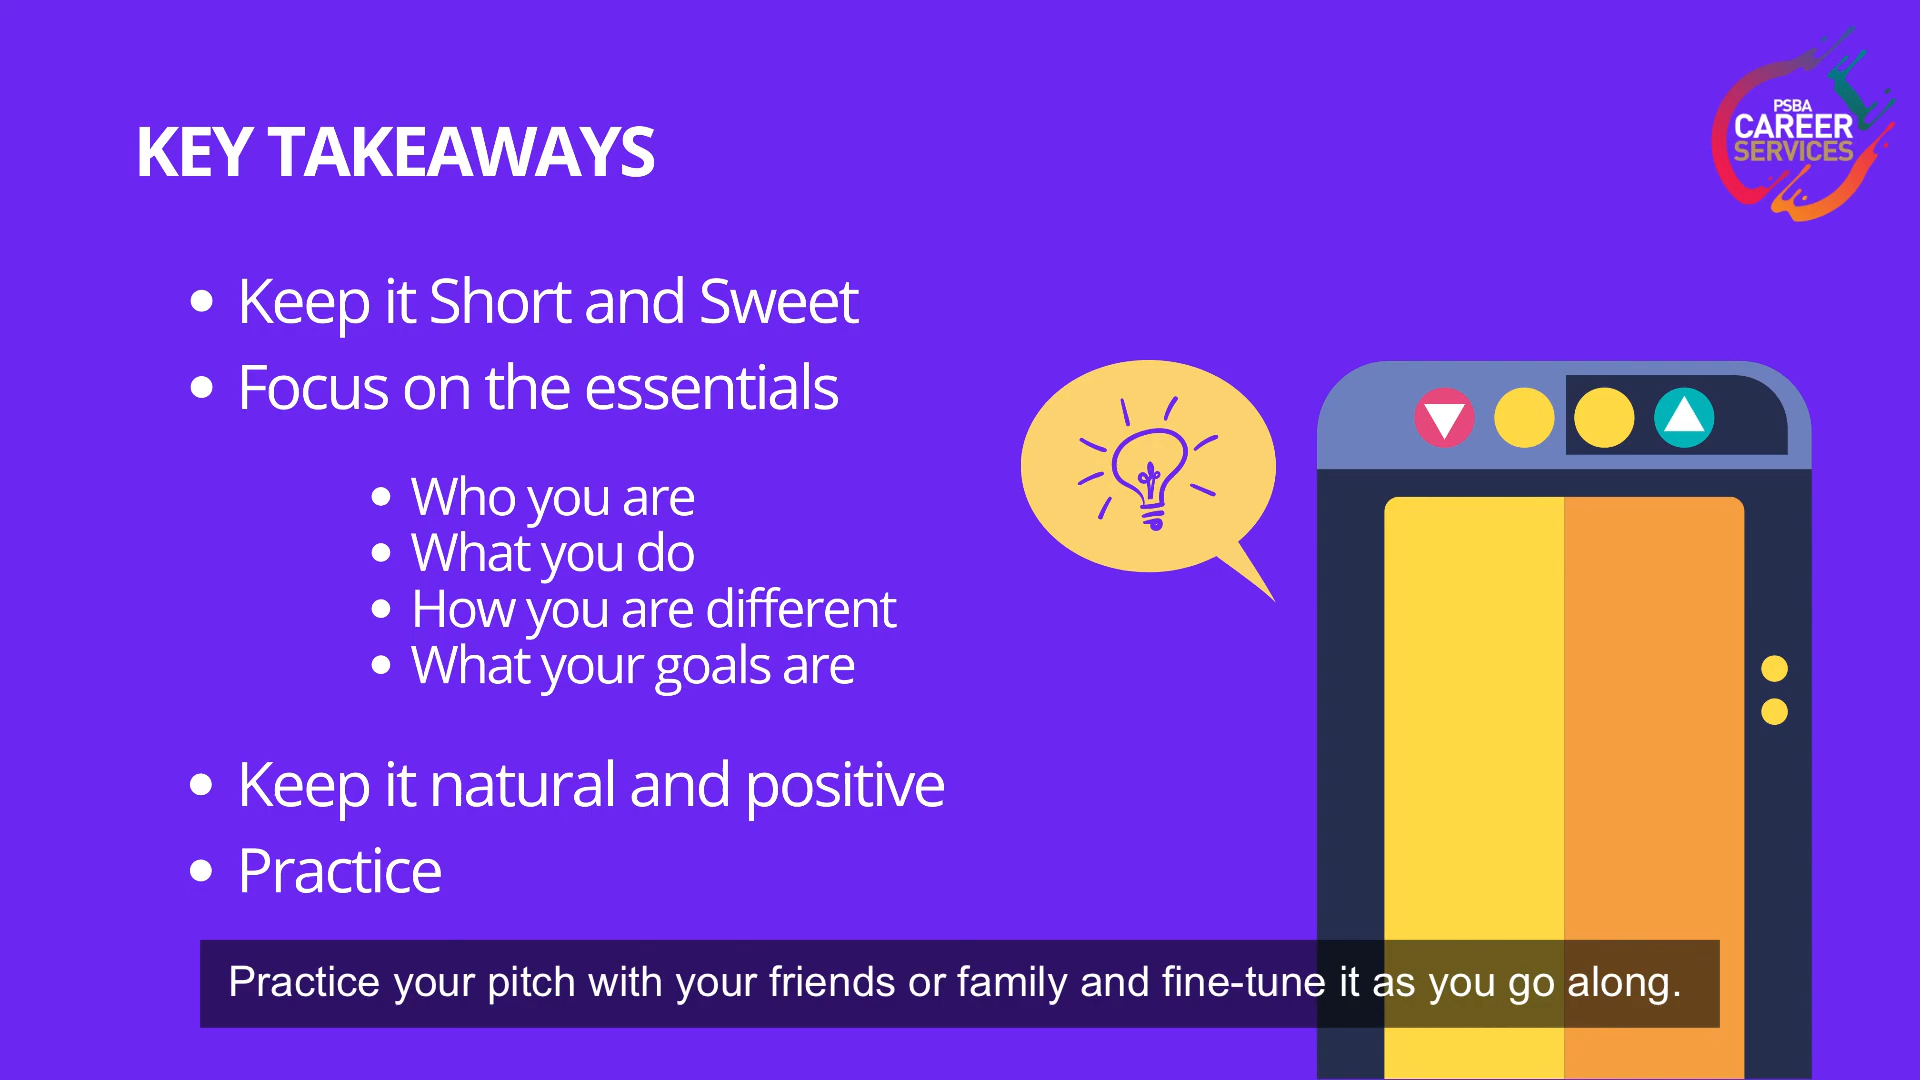 PSBA
CAREER
SERVICES
KEY TAKEAWAYS
• Keep it Short and Sweet
• Focus on the essentials
• Who you are
• What you do
• How you are different
• What your goals are
• Keep it natural and positive
• Practice
Practice your pitch with your friends or family and fine-tune it as you go along.